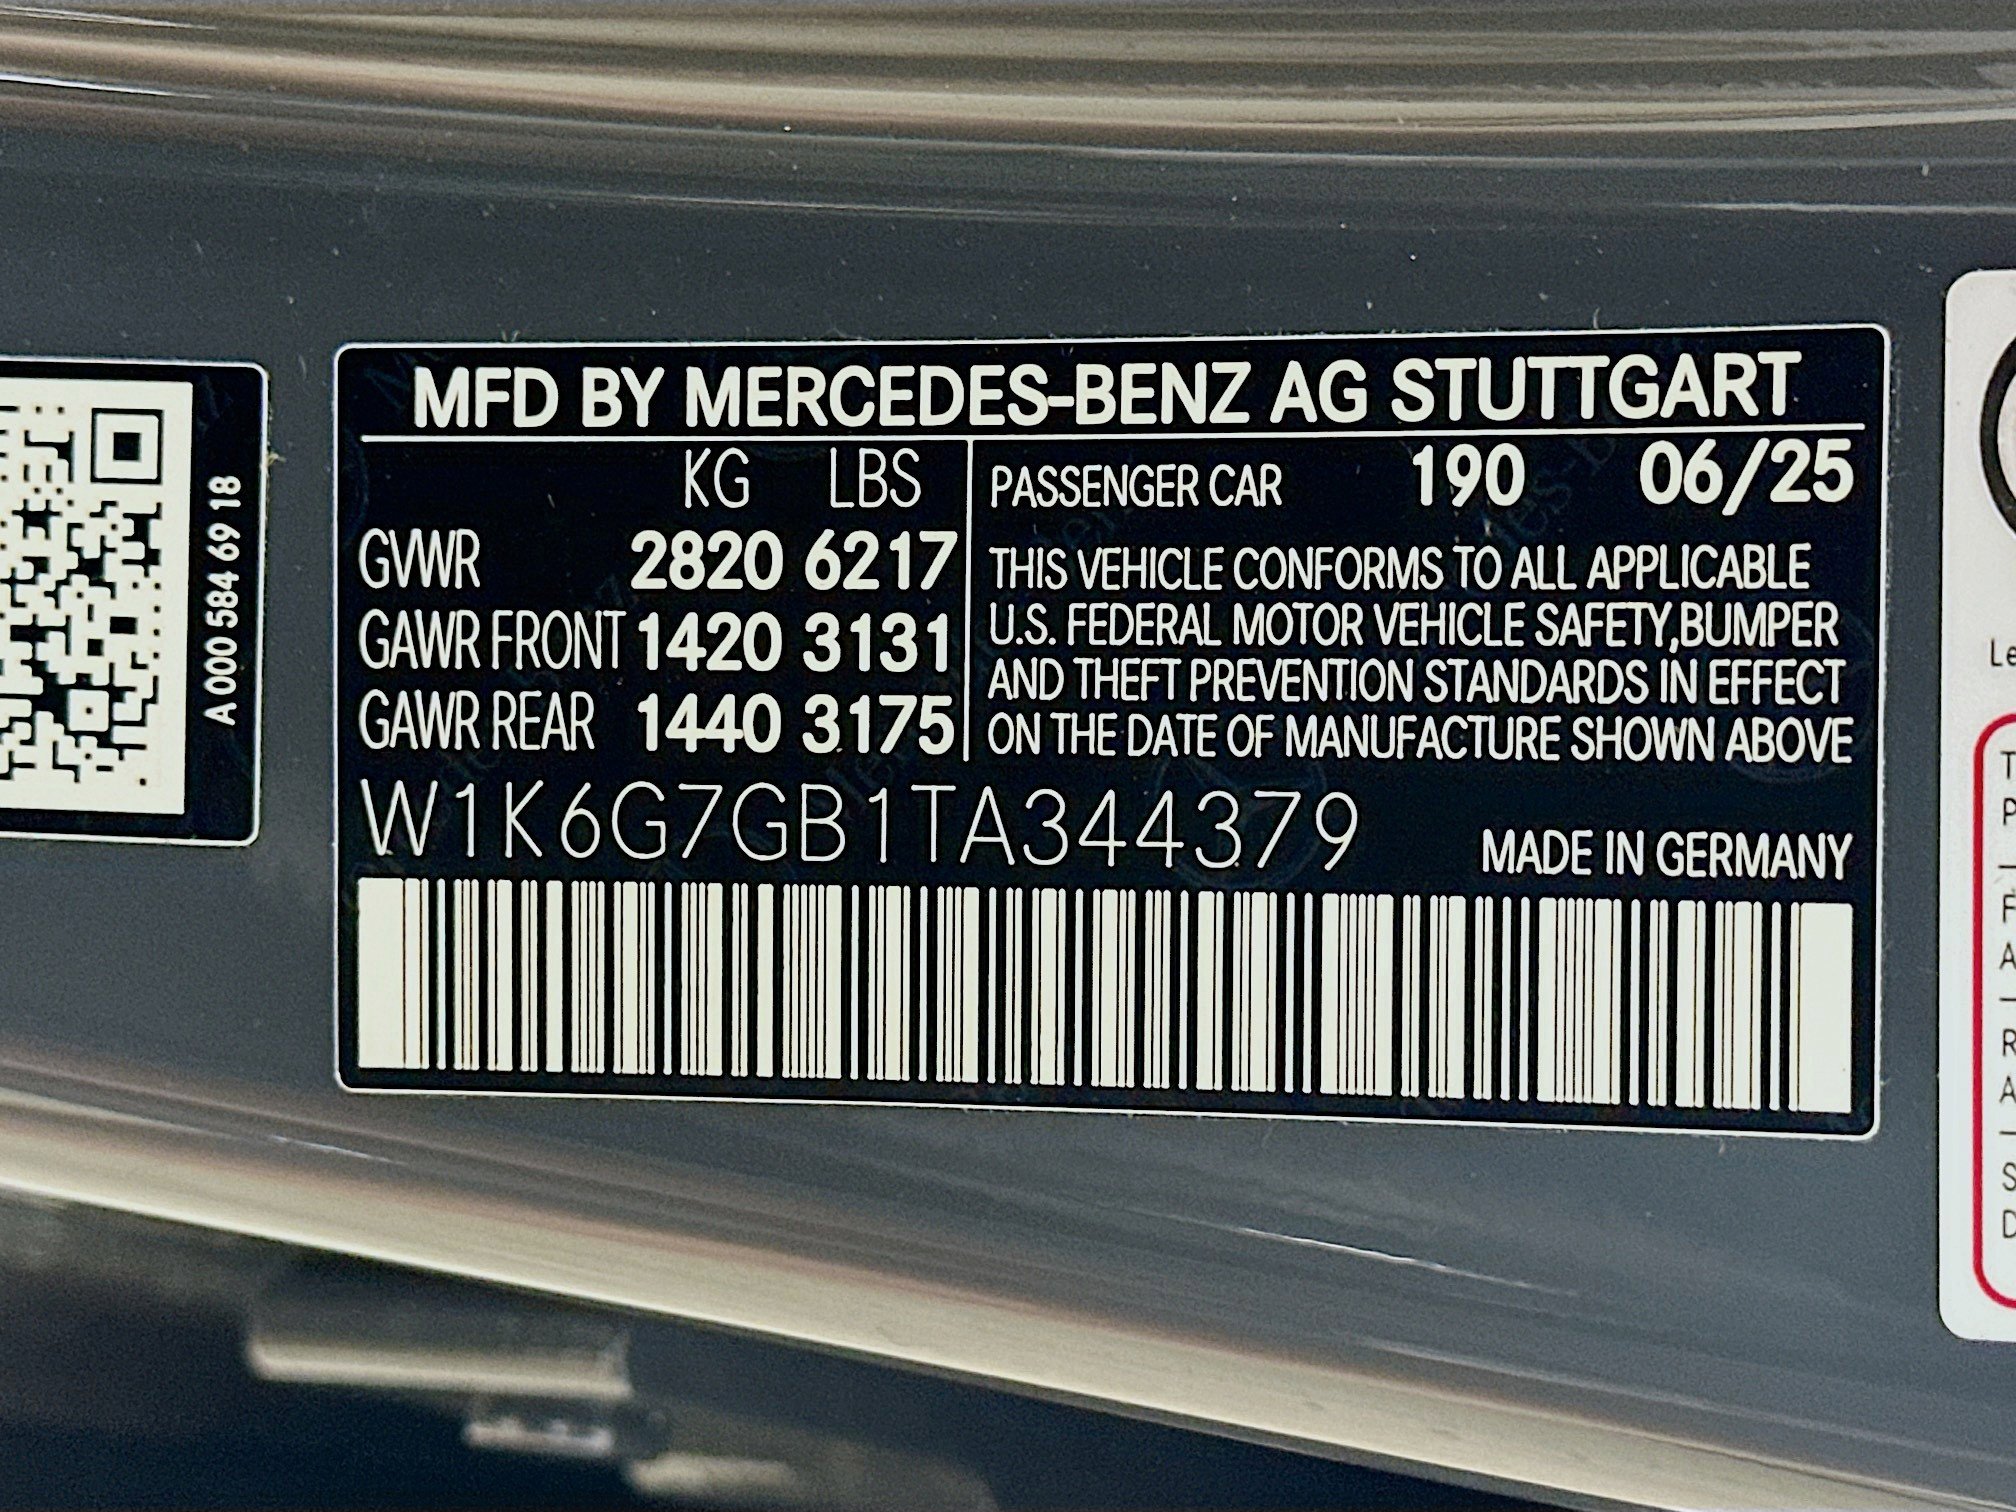 A 000 584 69 18
MFD BY MERCEDES-BENZ AG STUTTGART
KG LBS
GVWR 2820 6217
GAWR FRONT 1420 3131
GAWR REAR 1440 3175
PASSENGER CAR 190 06/25
THIS VEHICLE CONFORMS TO ALL APPLICABLE
U.S. FEDERAL MOTOR VEHICLE SAFETY,BUMPER
AND THEFT PREVENTION STANDARDS IN EFFECT
ON THE DATE OF MANUFACTURE SHOWN ABOVE
W1K6G7GB1TA344379
MADE IN GERMANY